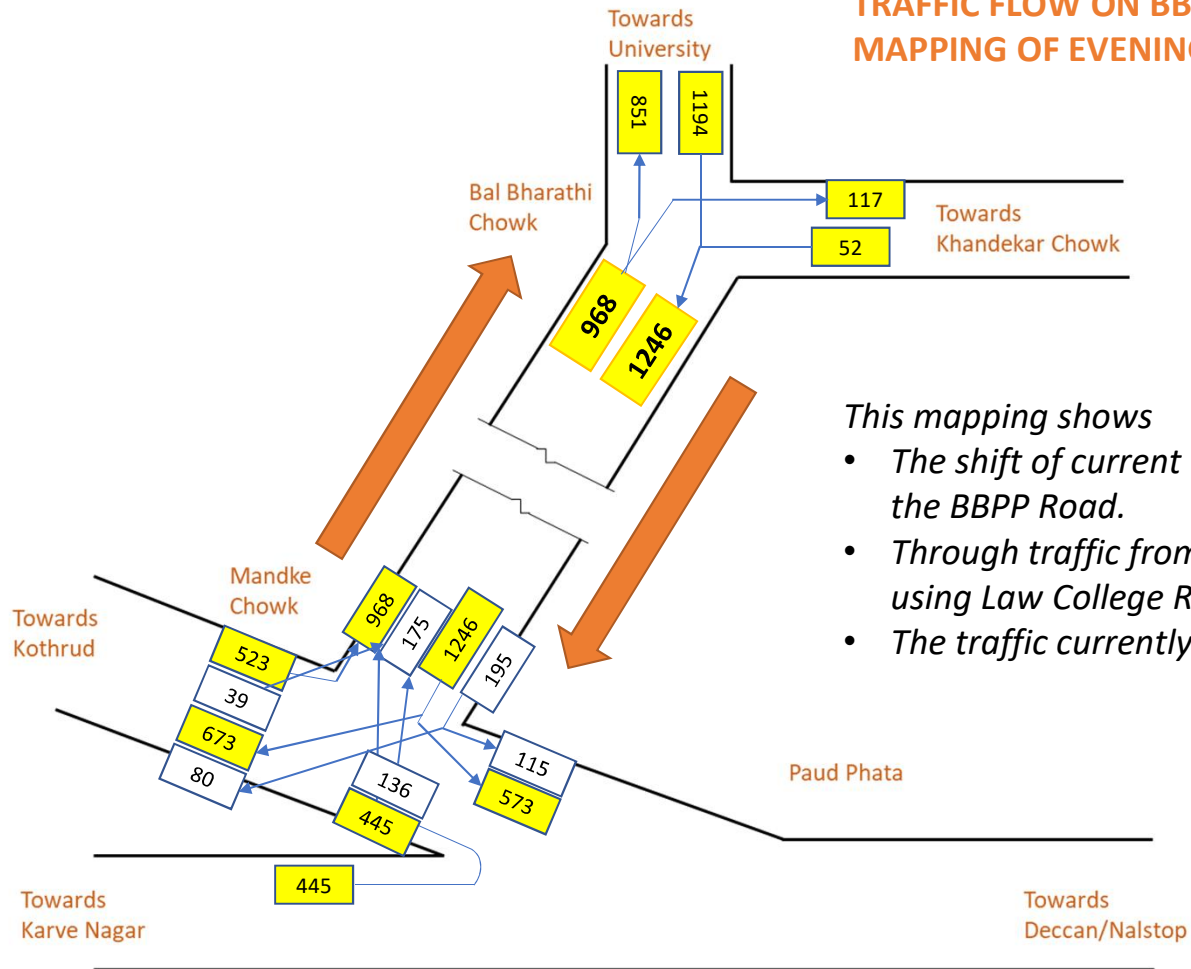 TRAFFIC FLOW ON BB
MAPPING OF EVENING
Towards
University
851
1194
Bal Bharathi
Chowk
117
Towards
Khandekar Chowk
52
968
1246
This mapping shows
• The shift of current
the BBPP Road.
• Through traffic from
using Law College R
• The traffic currently
Mandke
Chowk
Towards
Kothrud
968
175
1246
195
523
39
673
80
136
445
115
573
Paud Phata
445
Towards
Karve Nagar
Towards
Deccan/Nalstop